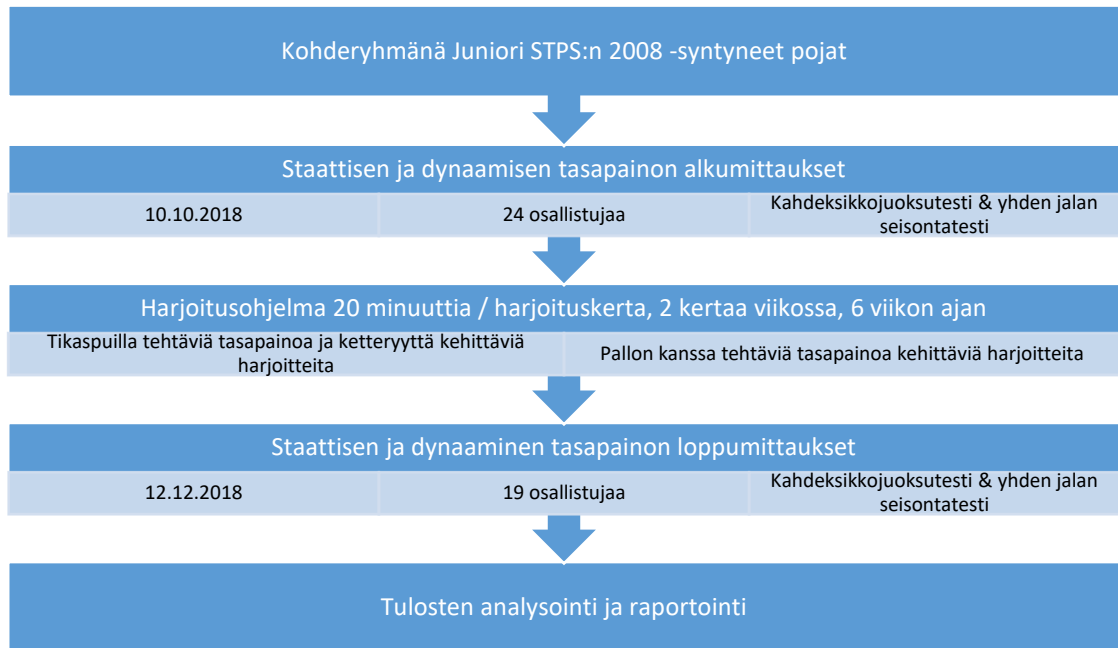 Kohderyhmänä Juniori STPS:n 2008 -syntyneet pojat
Staattisen ja dynaamisen tasapainon alkumittaukset
10.10.2018
24 osallistujaa
Kahdeksikkojuoksutesti & yhden jalan
seisontatesti
Harjoitusohjelma 20 minuuttia / harjoituskerta, 2 kertaa viikossa, 6 viikon ajan
Tikaspuilla tehtäviä tasapainoa ja ketteryyttä kehittäviä
harjoitteita
Pallon kanssa tehtäviä tasapainoa kehittäviä harjoitteita
Staattisen ja dynaaminen tasapainon loppumittaukset
12.12.2018
19 osallistujaa
Kahdeksikkojuoksutesti & yhden jalan
seisontatesti
Tulosten analysointi ja raportointi